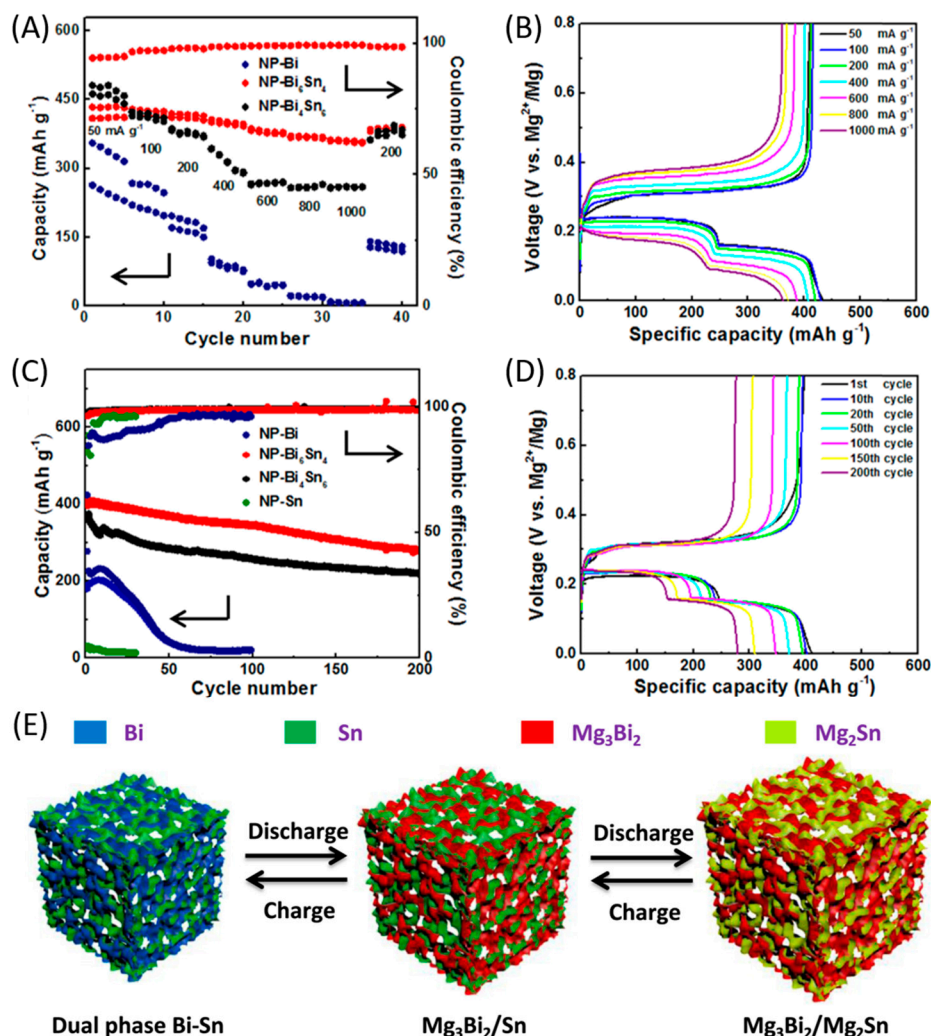 (A)
600
450
300
150
0
Capacity (mAh g⁻¹)
0
10
20
30
40
Cycle number
100
50
0
Coulombic efficiency (%)
NP-Bi
NP-Bi₆Sn₄
NP-Bi₄Sn₆
50 mA g⁻¹
100
200
400
600
800
1000
200
(B)
0.8
0.6
0.4
0.2
0.0
Voltage (V vs. Mg²⁺/Mg)
0
100
200
300
400
500
600
Specific capacity (mAh g⁻¹)
50 mA g⁻¹
100 mA g⁻¹
200 mA g⁻¹
400 mA g⁻¹
600 mA g⁻¹
800 mA g⁻¹
1000 mA g⁻¹
(C)
600
400
200
0
Capacity (mAh g⁻¹)
0
50
100
150
200
Cycle number
100
50
0
Coulombic efficiency (%)
NP-Bi
NP-Bi₆Sn₄
NP-Bi₄Sn₆
NP-Sn
(D)
0.8
0.6
0.4
0.2
0.0
Voltage (V vs. Mg²⁺/Mg)
0
100
200
300
400
500
600
Specific capacity (mAh g⁻¹)
1st cycle
10th cycle
20th cycle
50th cycle
100th cycle
150th cycle
200th cycle
(E)
Bi
Sn
Mg₃Bi₂
Mg₂Sn
Discharge
Charge
Discharge
Charge
Dual phase Bi-Sn
Mg₃Bi₂/Sn
Mg₃Bi₂/Mg₂Sn